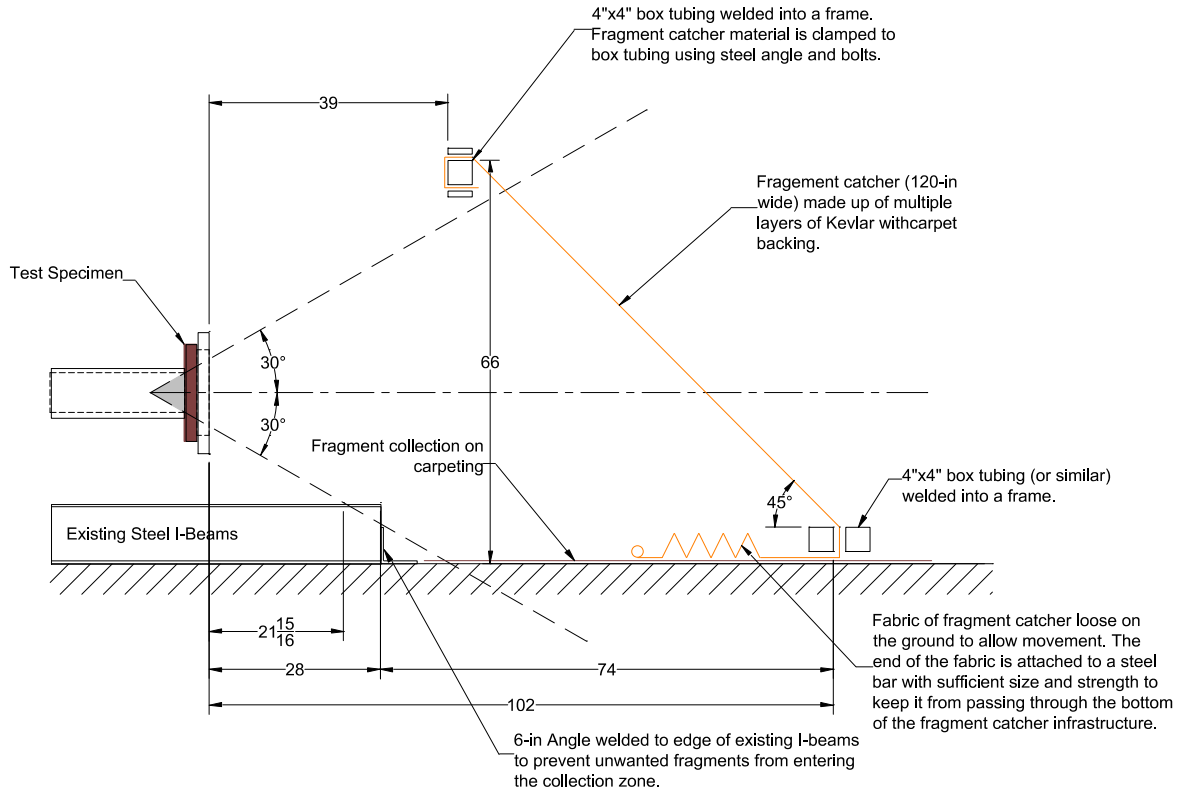 4"x4" box tubing welded into a frame.
Fragment catcher material is clamped to
box tubing using steel angle and bolts.
39
Fragement catcher (120-in
wide) made up of multiple
layers of Kevlar withcarpet
backing.
Test Specimen
30°
66
30°
Fragment collection on
carpeting
45°
4"x4" box tubing (or similar)
welded into a frame.
Existing Steel I-Beams
21 15/16
28
74
102
Fabric of fragment catcher loose on
the ground to allow movement. The
end of the fabric is attached to a steel
bar with sufficient size and strength to
keep it from passing through the bottom
of the fragment catcher infrastructure.
6-in Angle welded to edge of existing I-beams
to prevent unwanted fragments from entering
the collection zone.